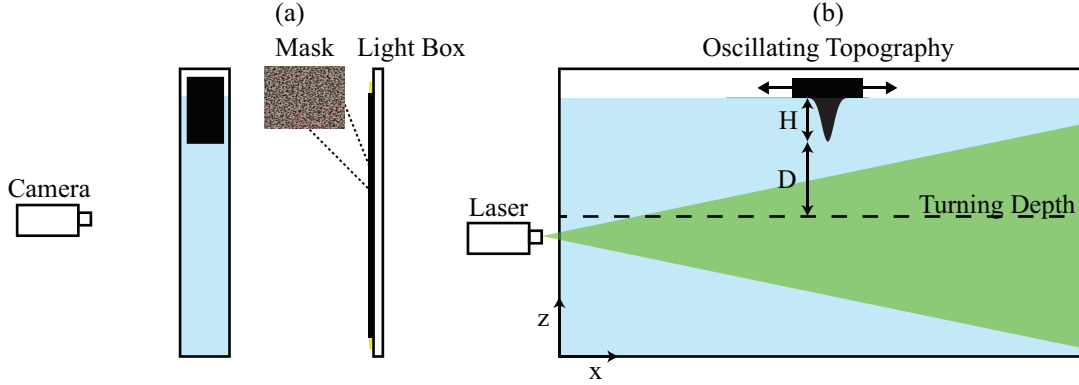 (a)
Mask
Light Box
Camera
(b)
Oscillating Topography
H
D
Turning Depth
Laser
z
x